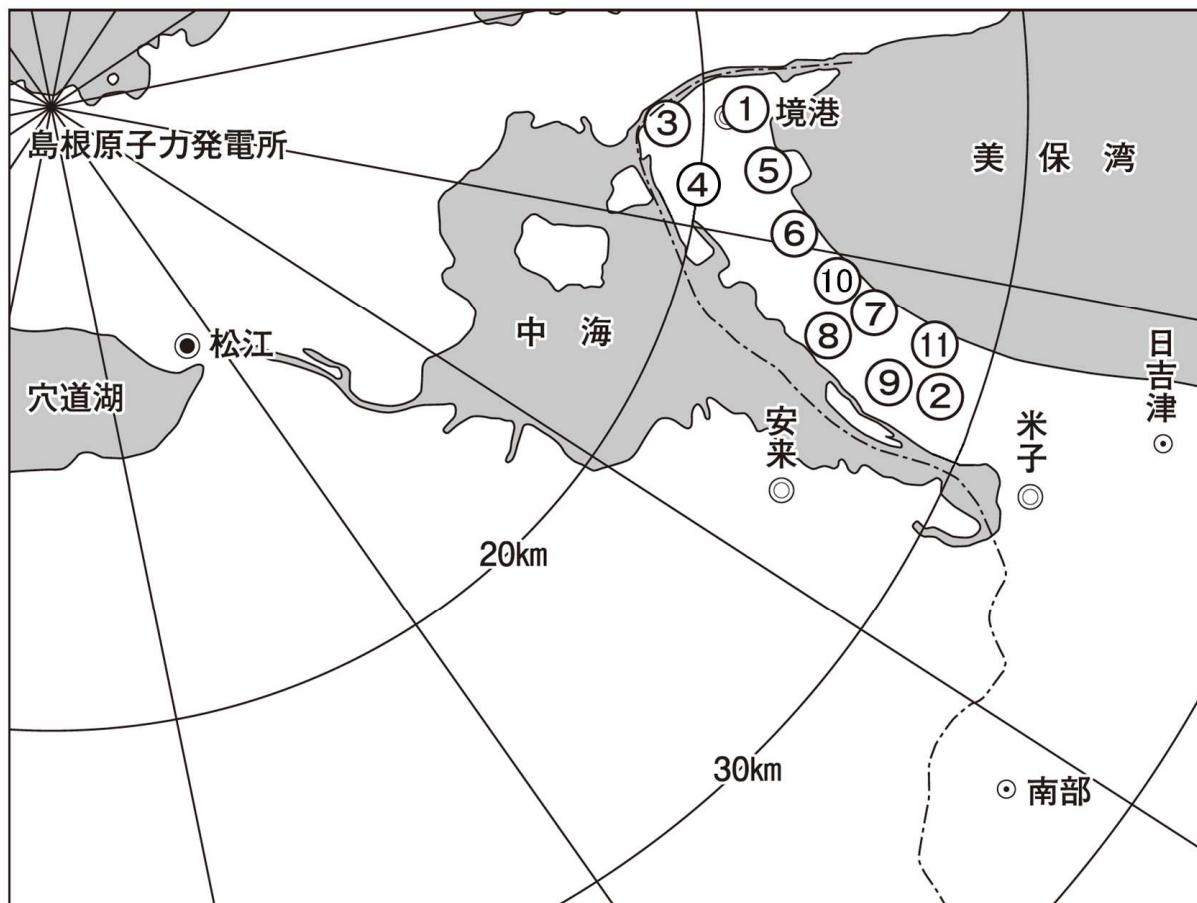 島根原子力発電所
①
境港
③
⑤
④
⑥
美保湾
⑩
⑦
⑧
⑪
⑨
②
中海
松江
穴道湖
安来
米子
日吉津
20km
30km
南部